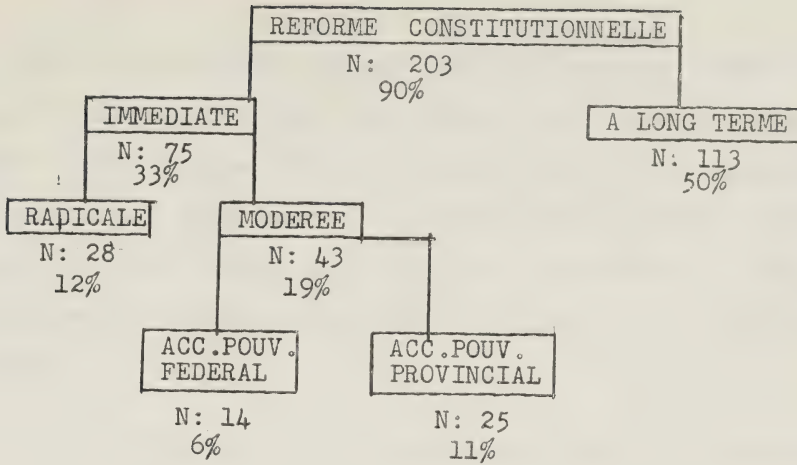 REFORME CONSTITUTIONNELLE
N: 203
90%
IMMEDIATE
N: 75
33%
A LONG TERME
N: 113
50%
RADICALE
N: 28
12%
MODEREE
N: 43
19%
ACC.POUV.
FEDERAL
N: 14
6%
ACC.POUV.
PROVINCIAL
N: 25
11%